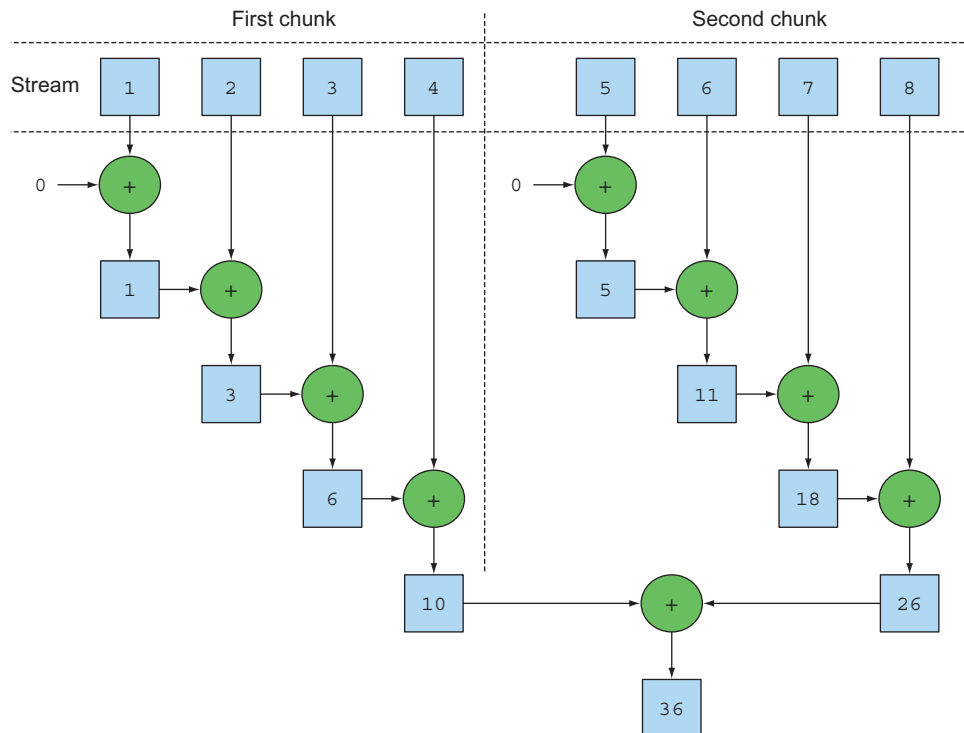 First chunk Second chunk
Stream 1 2 3 4 5 6 7 8
0 + 0 +
1 + 5 +
3 + 11 +
6 + 18 +
10 + 26
36